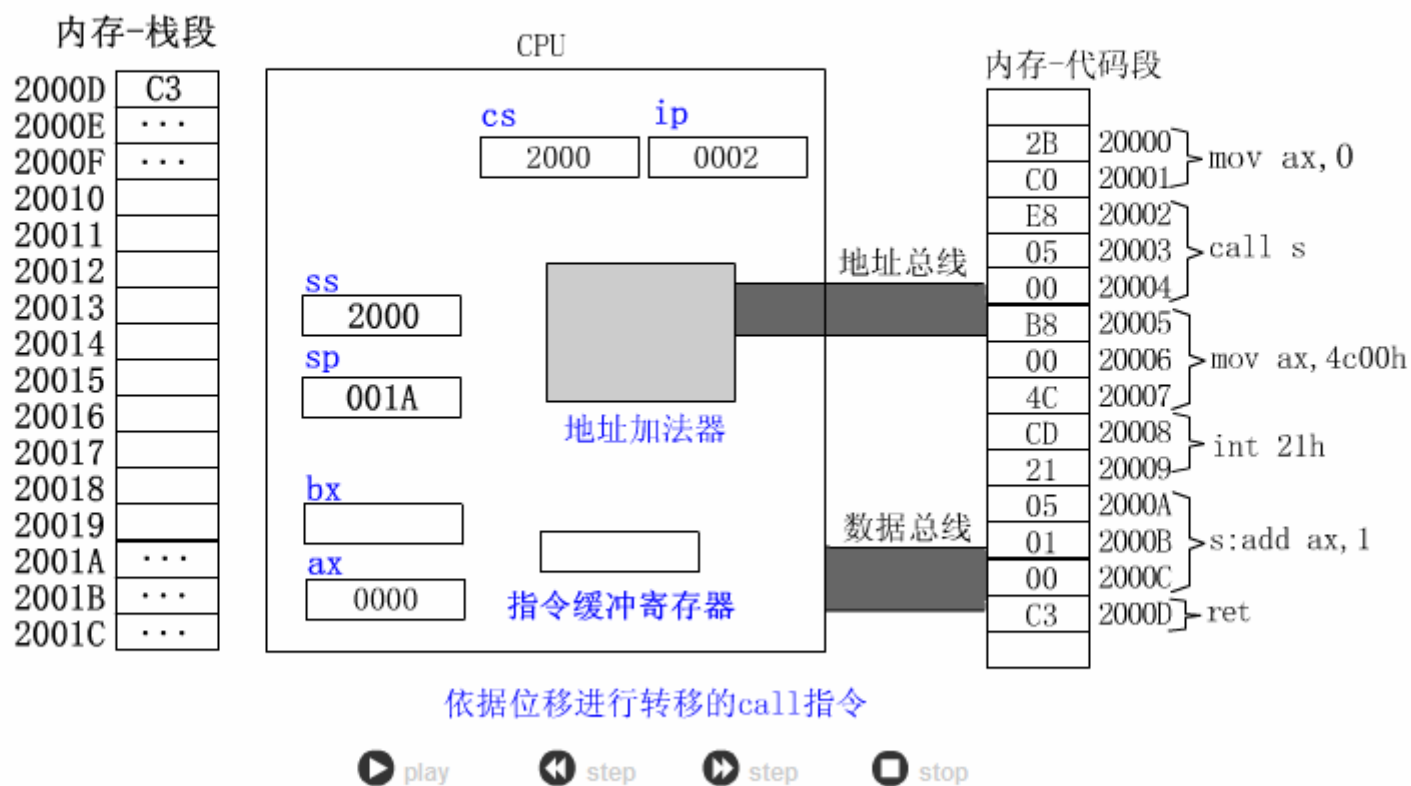 内存-栈段
2000D C3
2000E ...
2000F ...
20010
20011
20012
20013
20014
20015
20016
20017
20018
20019
2001A ...
2001B ...
2001C ...
CPU
cs ip
2000 0002
ss
2000
sp
001A
地址加法器
bx
ax
0000
指令缓冲寄存器
地址总线
数据总线
内存-代码段
2B 20000
C0 20001
mov ax,0
E8 20002
05 20003
00 20004
call s
B8 20005
00 20006
4C 20007
mov ax,4c00h
CD 20008
21 20009
int 21h
05 2000A
01 2000B
00 2000C
s:add ax,1
C3 2000D
ret
依据位移进行转移的call指令
play step step stop